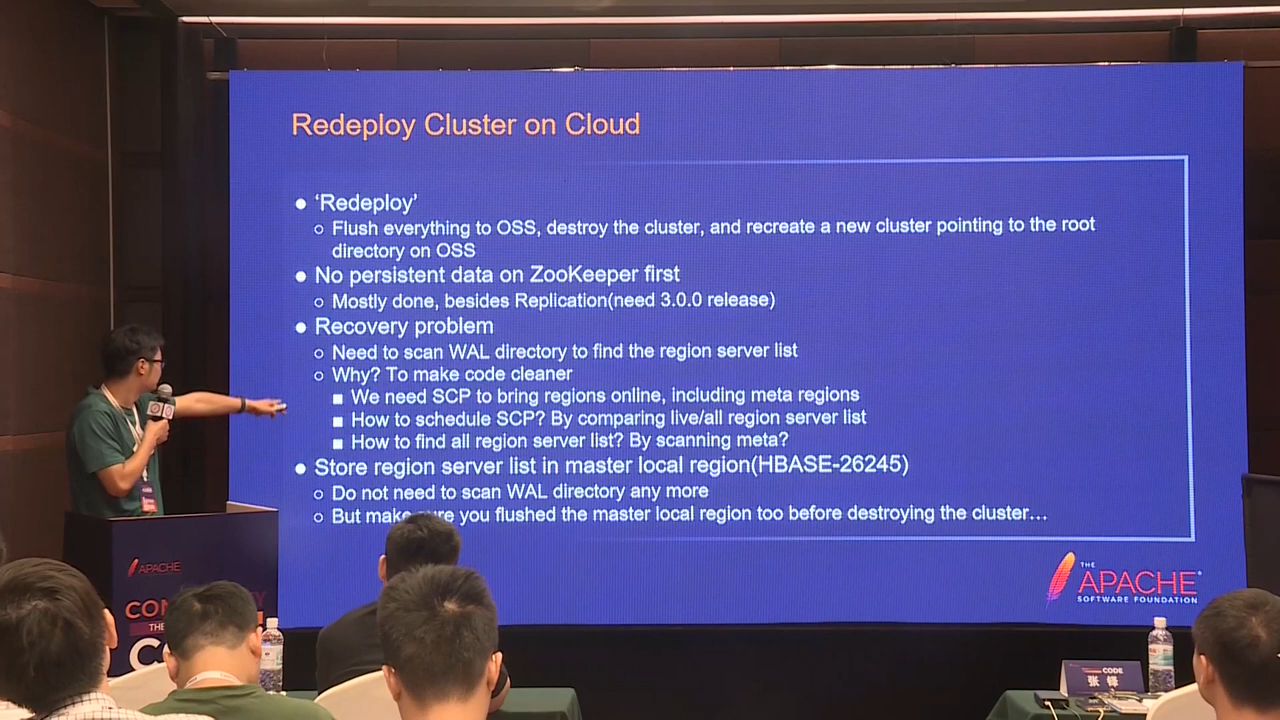 Redeploy Cluster on Cloud
● ‘Redeploy’
○ Flush everything to OSS, destroy the cluster, and recreate a new cluster pointing to the root
directory on OSS
● No persistent data on ZooKeeper first
○ Mostly done, besides Replication(need 3.0.0 release)
● Recovery problem
○ Need to scan WAL directory to find the region server list
○ Why? To make code cleaner
■ We need SCP to bring regions online, including meta regions
■ How to schedule SCP? By comparing live/all region server list
■ How to find all region server list? By scanning meta?
● Store region server list in master local region(HBASE-26245)
○ Do not need to scan WAL directory any more
○ But make you flushed the master local region too before destroying the cluster…
THE
APACHE
SOFTWARE FOUNDATION
APACHE
THE
CODE
张铎